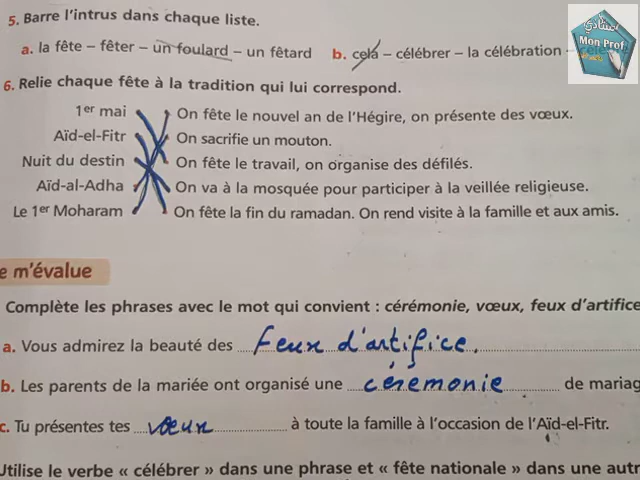 5. Barre l'intrus dans chaque liste.
a. la fête – fêter – un foulard – un fêtard b. cela – célébrer – la célébration –
أستاذي
Mon Prof
6. Relie chaque fête à la tradition qui lui correspond.
1er mai On fête le nouvel an de l'Hégire, on présente des vœux.
Aïd-el-Fitr On sacrifie un mouton.
Nuit du destin On fête le travail, on organise des défilés.
Aïd-al-Adha On va à la mosquée pour participer à la veillée religieuse.
Le 1er Moharam On fête la fin du ramadan. On rend visite à la famille et aux amis.
e m'évalue
Complète les phrases avec le mot qui convient : cérémonie, vœux, feux d'artifice
a. Vous admirez la beauté des feux d'artifice.
b. Les parents de la mariée ont organisé une cérémonie de mariag
c. Tu présentes tes vœux à toute la famille à l'occasion de l'Aïd-el-Fitr.
Utilise le verbe « célébrer » dans une phrase et « fête nationale » dans une autr